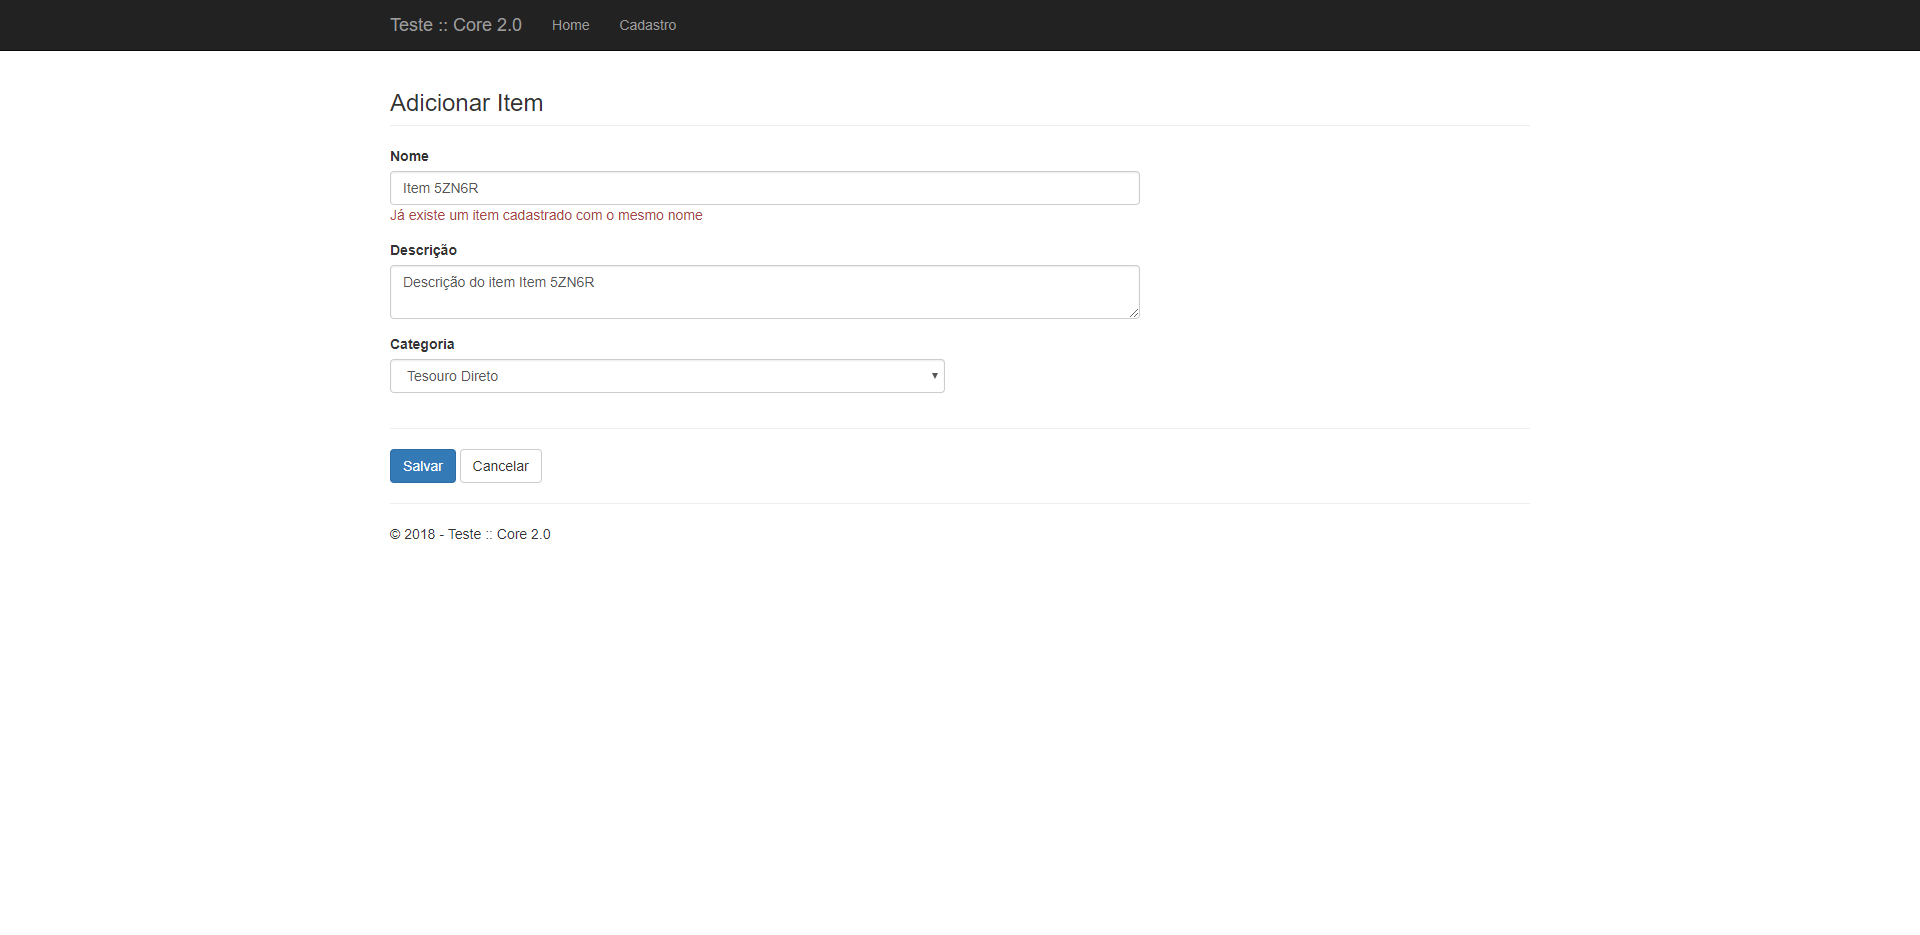 Teste :: Core 2.0 Home Cadastro
Adicionar Item
Nome
Item 5ZN6R
Já existe um item cadastrado com o mesmo nome
Descrição
Descrição do item Item 5ZN6R
Categoria
Tesouro Direto
Salvar Cancelar
© 2018 - Teste :: Core 2.0